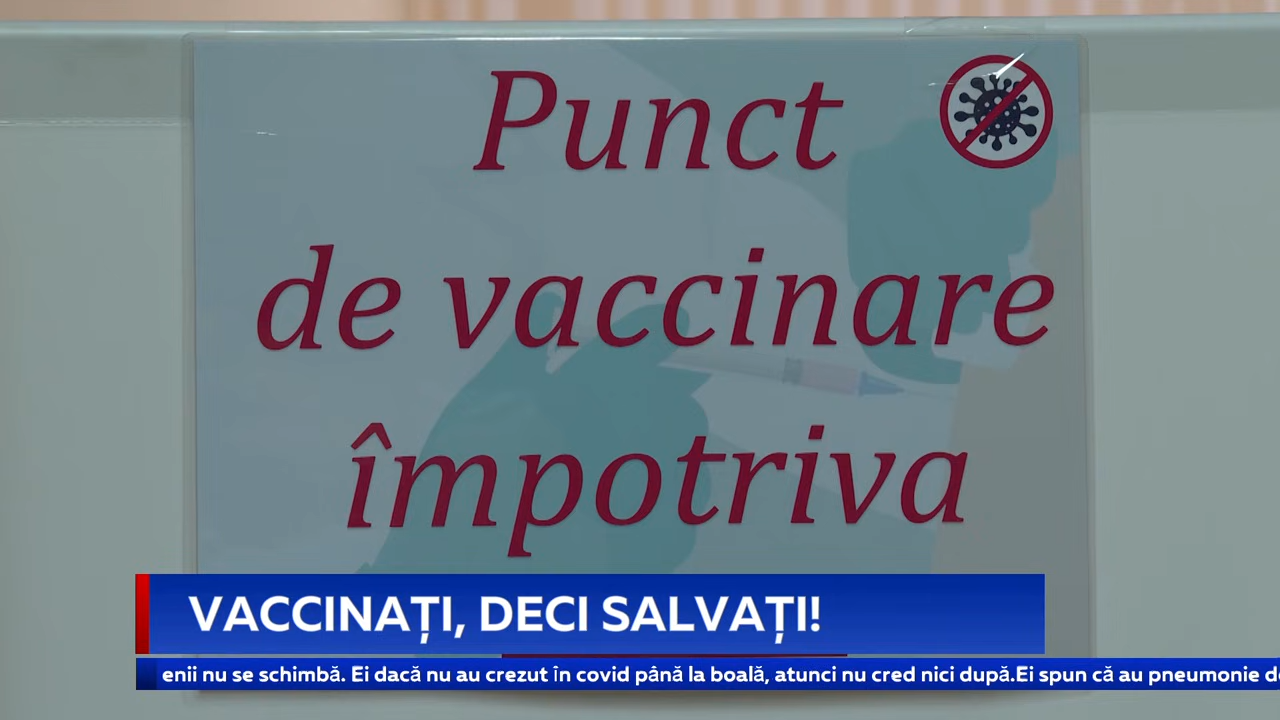 Punct
de vaccinare
împotriva
VACCINAȚI, DECI SALVAȚI!
enii nu se schimbă. Ei dacă nu au crezut în covid până la boală, atunci nu cred nici după.Ei spun că au pneumonie de